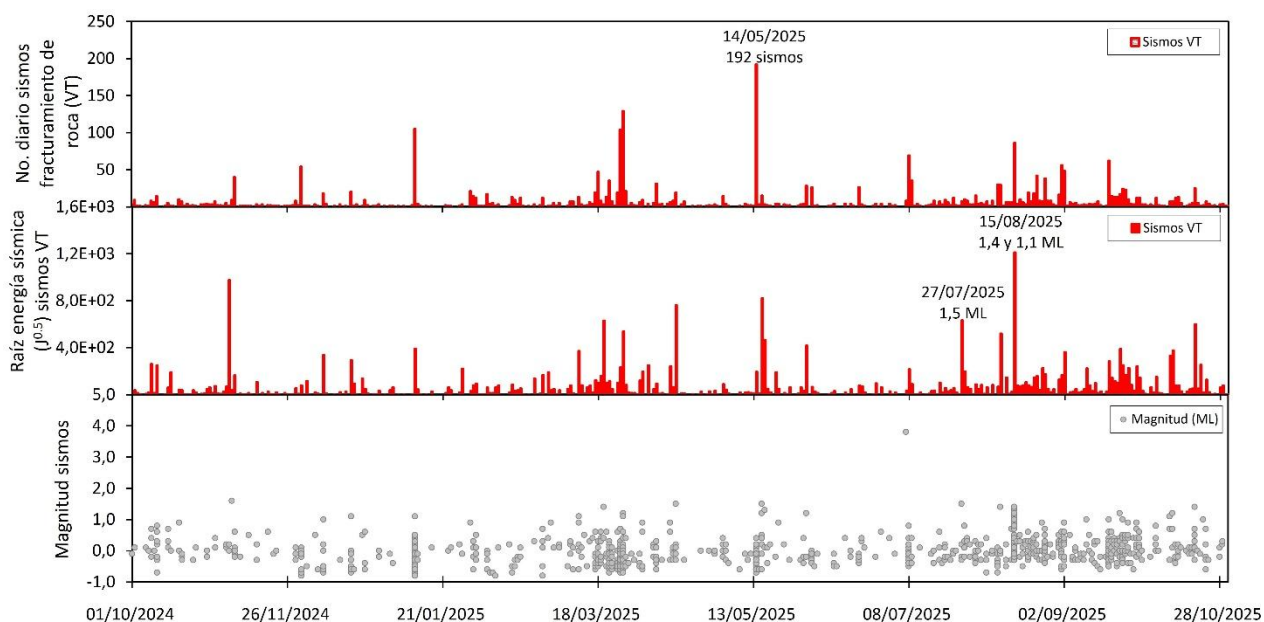 No. diario sismos
fracturamiento de
roca (VT)
250
200
150
100
50
14/05/2025
192 sismos
Sismos VT
Raíz energía sísmica
(J^0.5) sismos VT
1,6E+03
1,2E+03
8,0E+02
4,0E+02
5,0
15/08/2025
1,4 y 1,1 ML
27/07/2025
1,5 ML
Sismos VT
Magnitud sismos
4,0
3,0
2,0
1,0
0,0
-1,0
Magnitud (ML)
01/10/2024
26/11/2024
21/01/2025
18/03/2025
13/05/2025
08/07/2025
02/09/2025
28/10/2025